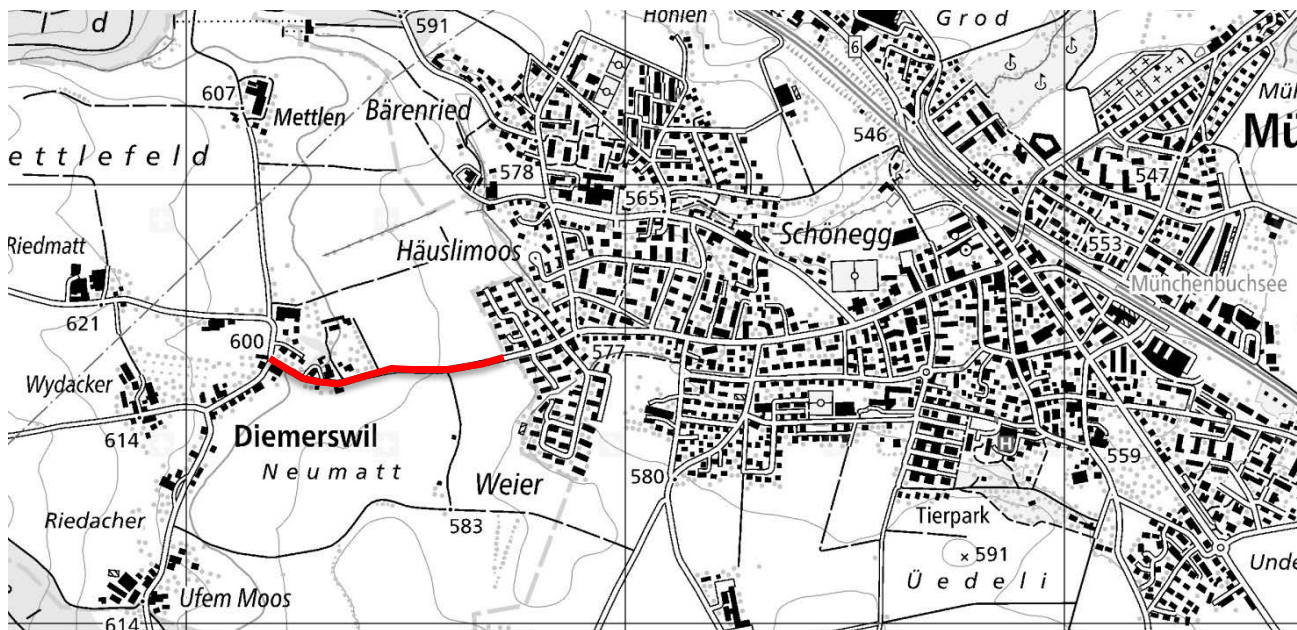 l d
591
Höhlen
Grod
6
607
Mettlen
Bärenried
546
Mü
ettlefeld
578
565
547
Riedmatt
Häuslimoos
Schönegg
553
Münchenbuchsee
621
600
577
Wydacker
614
Diemerswil
Neumatt
Weier
580
H
559
Riedacher
583
Tierpark
591
Üedeli
Unde
Ufem Moos
614